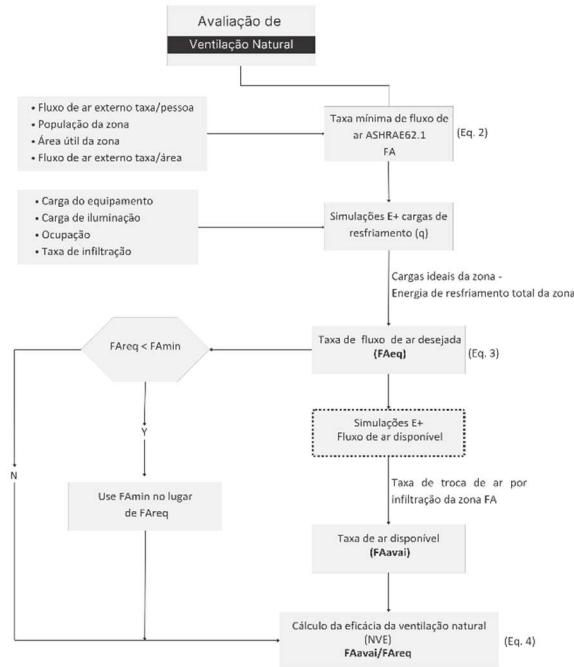 Avaliação de
Ventilação Natural
• Fluxo de ar externo taxa/pessoa
• População da zona
• Área útil da zona
• Fluxo de ar externo taxa/área
Taxa mínima de fluxo de
ar ASHRAE62.1
FA
(Eq. 2)
• Carga do equipamento
• Carga de iluminação
• Ocupação
• Taxa de infiltração
Simulações E+ cargas de
resfriamento (q)
Cargas ideais da zona -
Energia de resfriamento total da zona
FAreq < FAmin
Taxa de fluxo de ar desejada
(FAeq)
(Eq. 3)
Simulações E+
Fluxo de ar disponível
Y
N
Taxa de troca de ar por
infiltração da zona FA
Use FAmin no lugar
de FAreq
Taxa de ar disponível
(FAavai)
Cálculo da eficácia da ventilação natural
(NVE)
FAavai/FAreq
(Eq. 4)